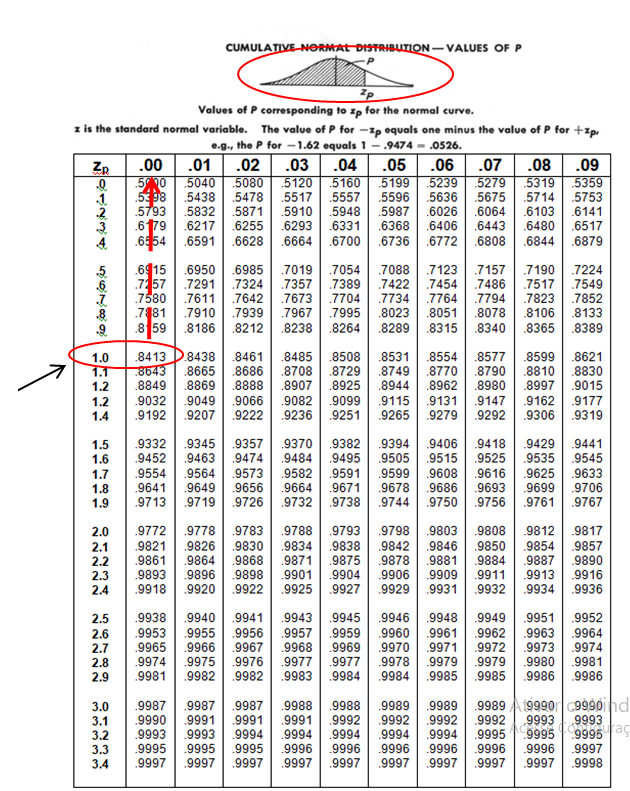 CUMULATIVE NORMAL DISTRIBUTION — VALUES OF P
P
zp
Values of P corresponding to zp for the normal curve.
z is the standard normal variable. The value of P for −zp equals one minus the value of P for +zp,
e.g., the P for −1.62 equals 1 − .9474 = .0526.
zp .00 .01 .02 .03 .04 .05 .06 .07 .08 .09
.0 .5000 .5040 .5080 .5120 .5160 .5199 .5239 .5279 .5319 .5359
.1 .5398 .5438 .5478 .5517 .5557 .5596 .5636 .5675 .5714 .5753
.2 .5793 .5832 .5871 .5910 .5948 .5987 .6026 .6064 .6103 .6141
.3 .6179 .6217 .6255 .6293 .6331 .6368 .6406 .6443 .6480 .6517
.4 .6554 .6591 .6628 .6664 .6700 .6736 .6772 .6808 .6844 .6879
.5 .6915 .6950 .6985 .7019 .7054 .7088 .7123 .7157 .7190 .7224
.6 .7257 .7291 .7324 .7357 .7389 .7422 .7454 .7486 .7517 .7549
.7 .7580 .7611 .7642 .7673 .7704 .7734 .7764 .7794 .7823 .7852
.8 .7881 .7910 .7939 .7967 .7995 .8023 .8051 .8078 .8106 .8133
.9 .8159 .8186 .8212 .8238 .8264 .8289 .8315 .8340 .8365 .8389
1.0 .8413 .8438 .8461 .8485 .8508 .8531 .8554 .8577 .8599 .8621
1.1 .8643 .8665 .8686 .8708 .8729 .8749 .8770 .8790 .8810 .8830
1.2 .8849 .8869 .8888 .8907 .8925 .8944 .8962 .8980 .8997 .9015
1.2 .9032 .9049 .9066 .9082 .9099 .9115 .9131 .9147 .9162 .9177
1.4 .9192 .9207 .9222 .9236 .9251 .9265 .9279 .9292 .9306 .9319
1.5 .9332 .9345 .9357 .9370 .9382 .9394 .9406 .9418 .9429 .9441
1.6 .9452 .9463 .9474 .9484 .9495 .9505 .9515 .9525 .9535 .9545
1.7 .9554 .9564 .9573 .9582 .9591 .9599 .9608 .9616 .9625 .9633
1.8 .9641 .9649 .9656 .9664 .9671 .9678 .9686 .9693 .9699 .9706
1.9 .9713 .9719 .9726 .9732 .9738 .9744 .9750 .9756 .9761 .9767
2.0 .9772 .9778 .9783 .9788 .9793 .9798 .9803 .9808 .9812 .9817
2.1 .9821 .9826 .9830 .9834 .9838 .9842 .9846 .9850 .9854 .9857
2.2 .9861 .9864 .9868 .9871 .9875 .9878 .9881 .9884 .9887 .9890
2.3 .9893 .9896 .9898 .9901 .9904 .9906 .9909 .9911 .9913 .9916
2.4 .9918 .9920 .9922 .9925 .9927 .9929 .9931 .9932 .9934 .9936
2.5 .9938 .9940 .9941 .9943 .9945 .9946 .9948 .9949 .9951 .9952
2.6 .9953 .9955 .9956 .9957 .9959 .9960 .9961 .9962 .9963 .9964
2.7 .9965 .9966 .9967 .9968 .9969 .9970 .9971 .9972 .9973 .9974
2.8 .9974 .9975 .9976 .9977 .9977 .9978 .9979 .9979 .9980 .9981
2.9 .9981 .9982 .9982 .9983 .9984 .9984 .9985 .9985 .9986 .9986
3.0 .9987 .9987 .9987 .9988 .9988 .9989 .9989 .9989 .9990 .9990
3.1 .9990 .9991 .9991 .9991 .9992 .9992 .9992 .9992 .9993 .9993
3.2 .9993 .9993 .9994 .9994 .9994 .9994 .9994 .9995 .9995 .9995
3.3 .9995 .9995 .9995 .9996 .9996 .9996 .9996 .9996 .9996 .9997
3.4 .9997 .9997 .9997 .9997 .9997 .9997 .9997 .9997 .9997 .9998
Ativar o Wind